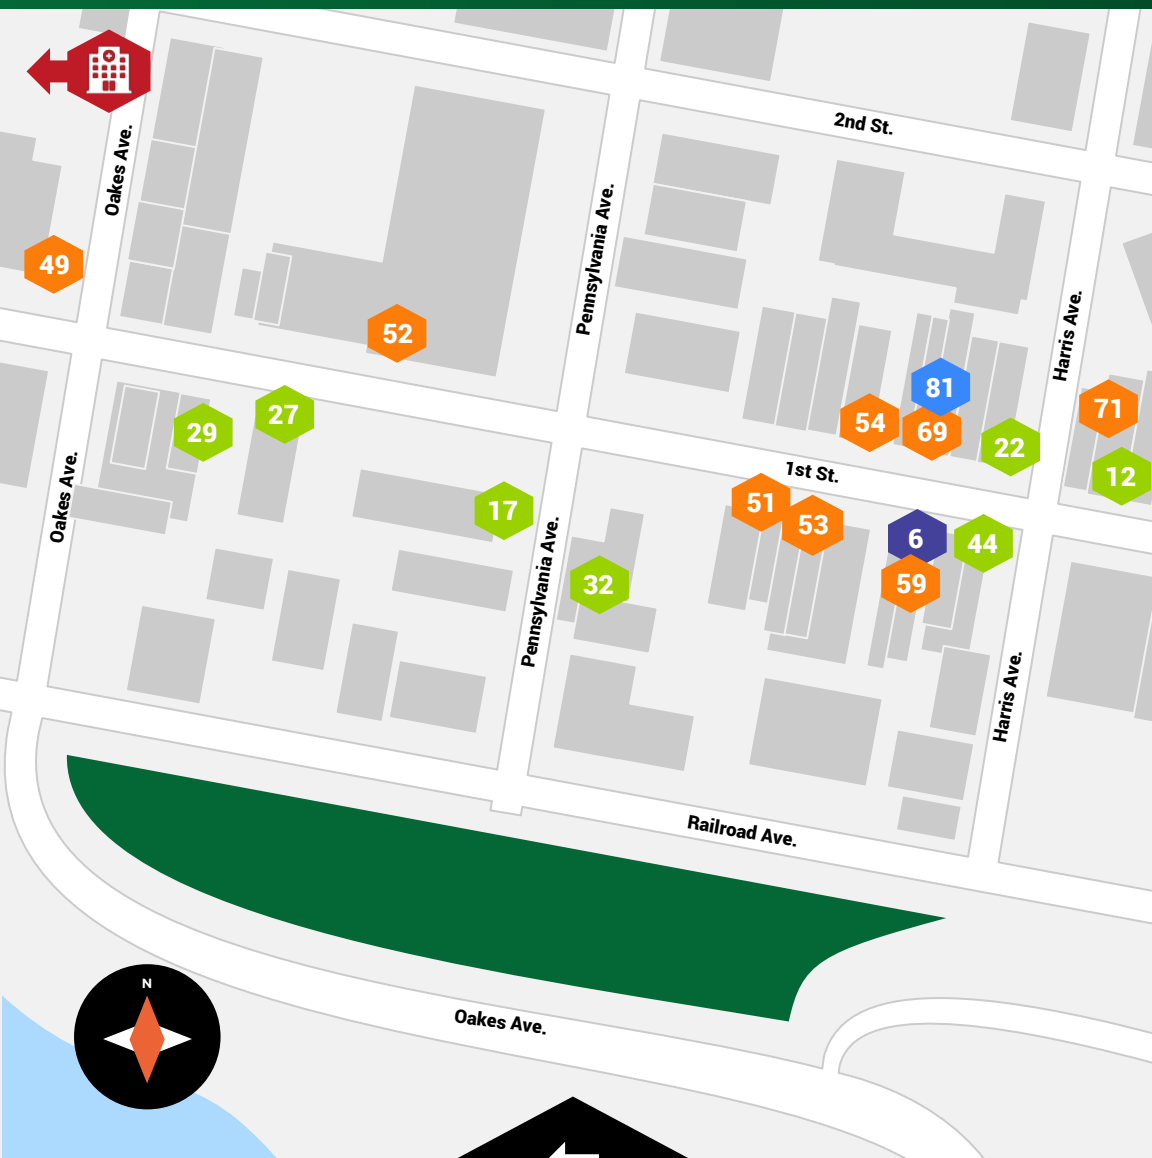 2nd St.
Oakes Ave.
Pennsylvania Ave.
49
Harris Ave.
52
81
71
27
54
69
29
22
1st St.
12
51
17
53
6
44
Oakes Ave.
Pennsylvania Ave.
32
59
Harris Ave.
Railroad Ave.
N
Oakes Ave.